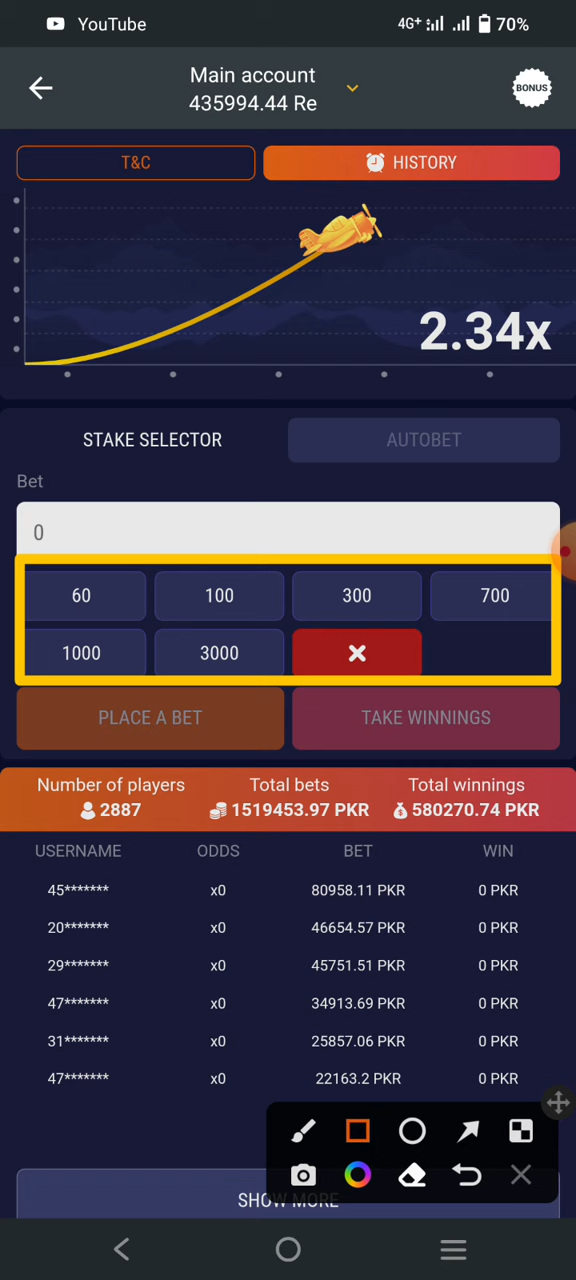 YouTube 4G+ 70%
Main account
435994.44 Re
BONUS
T&C HISTORY
2.34x
STAKE SELECTOR AUTOBET
Bet
0
60 100 300 700
1000 3000
PLACE A BET TAKE WINNINGS
Number of players Total bets Total winnings
2887 1519453.97 PKR 580270.74 PKR
USERNAME ODDS BET WIN
45******* x0 80958.11 PKR 0 PKR
20******* x0 46654.57 PKR 0 PKR
29******* x0 45751.51 PKR 0 PKR
47******* x0 34913.69 PKR 0 PKR
31******* x0 25857.06 PKR 0 PKR
47******* x0 22163.2 PKR 0 PKR
SHOW MORE